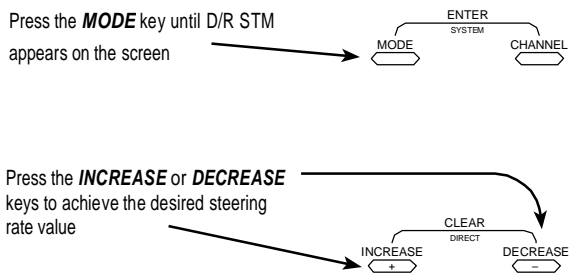 Press the MODE key until D/R STM
appears on the screen
ENTER
SYSTEM
MODE
CHANNEL
Press the INCREASE or DECREASE
keys to achieve the desired steering
rate value
CLEAR
DIRECT
INCREASE
DECREASE
+
–